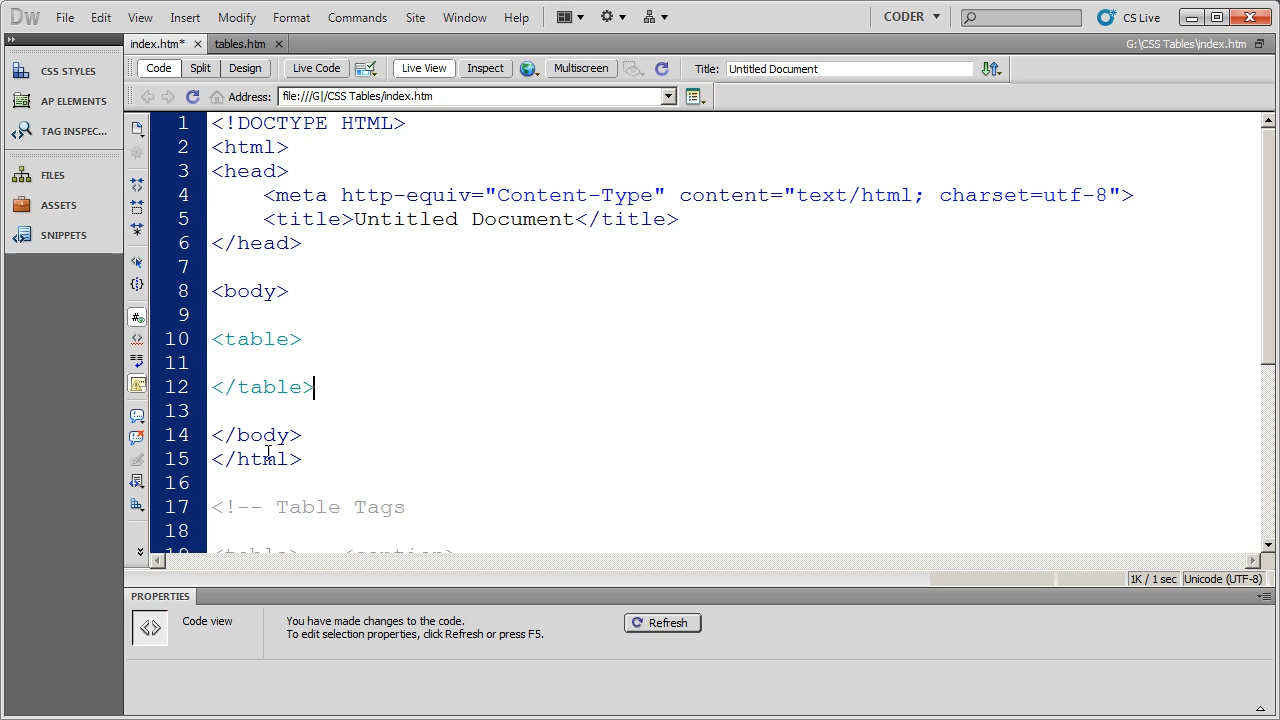 Dw File Edit View Insert Modify Format Commands Site Window Help CODER CS Live
index.htm* tables.htm G:\CSS Tables\index.htm
Code Split Design Live Code Live View Inspect Multiscreen Title: Untitled Document
Address: file:///G|/CSS Tables/index.htm
CSS STYLES
AP ELEMENTS
TAG INSPEC...
FILES
ASSETS
SNIPPETS
1 <!DOCTYPE HTML>
2 <html>
3 <head>
4 <meta http-equiv="Content-Type" content="text/html; charset=utf-8">
5 <title>Untitled Document</title>
6 </head>
7
8 <body>
9
10 <table>
11
12 </table>
13
14 </body>
15 </html>
16
17 <!-- Table Tags
18
19 <table> <caption>
1K / 1 sec Unicode (UTF-8)
PROPERTIES
Code view
You have made changes to the code.
To edit selection properties, click Refresh or press F5.
Refresh